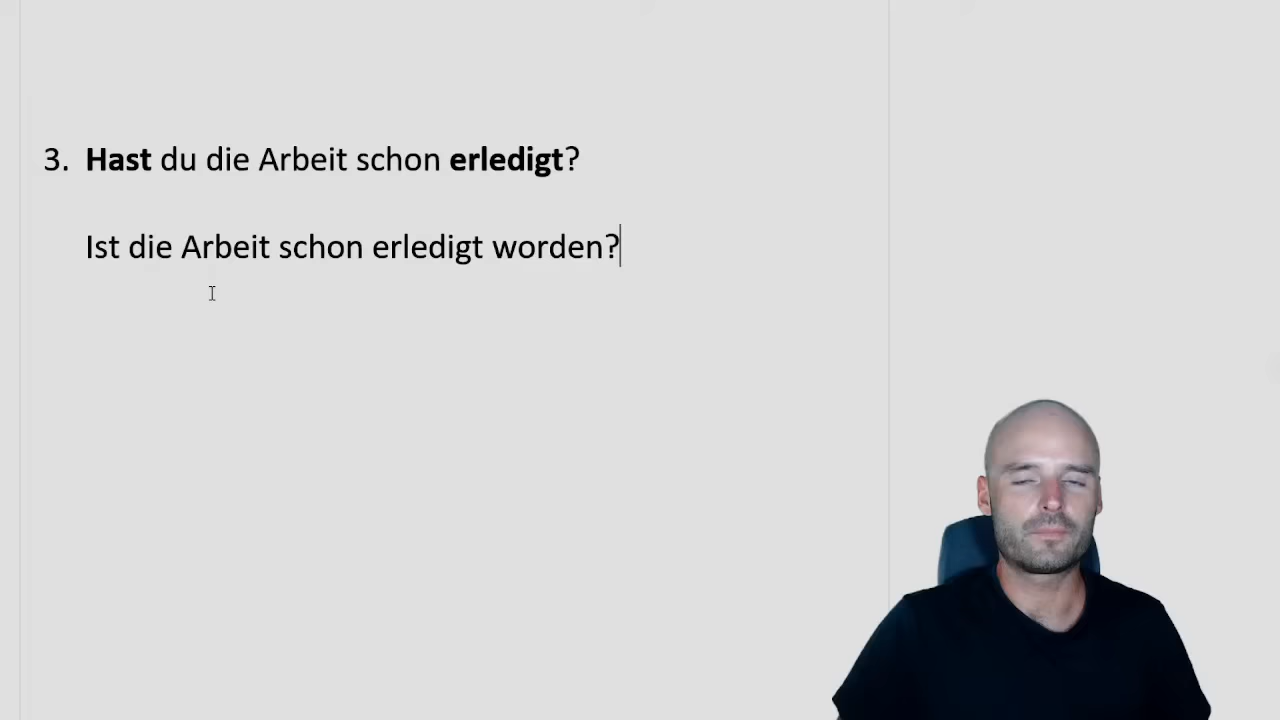 3. Hast du die Arbeit schon erledigt?
Ist die Arbeit schon erledigt worden?